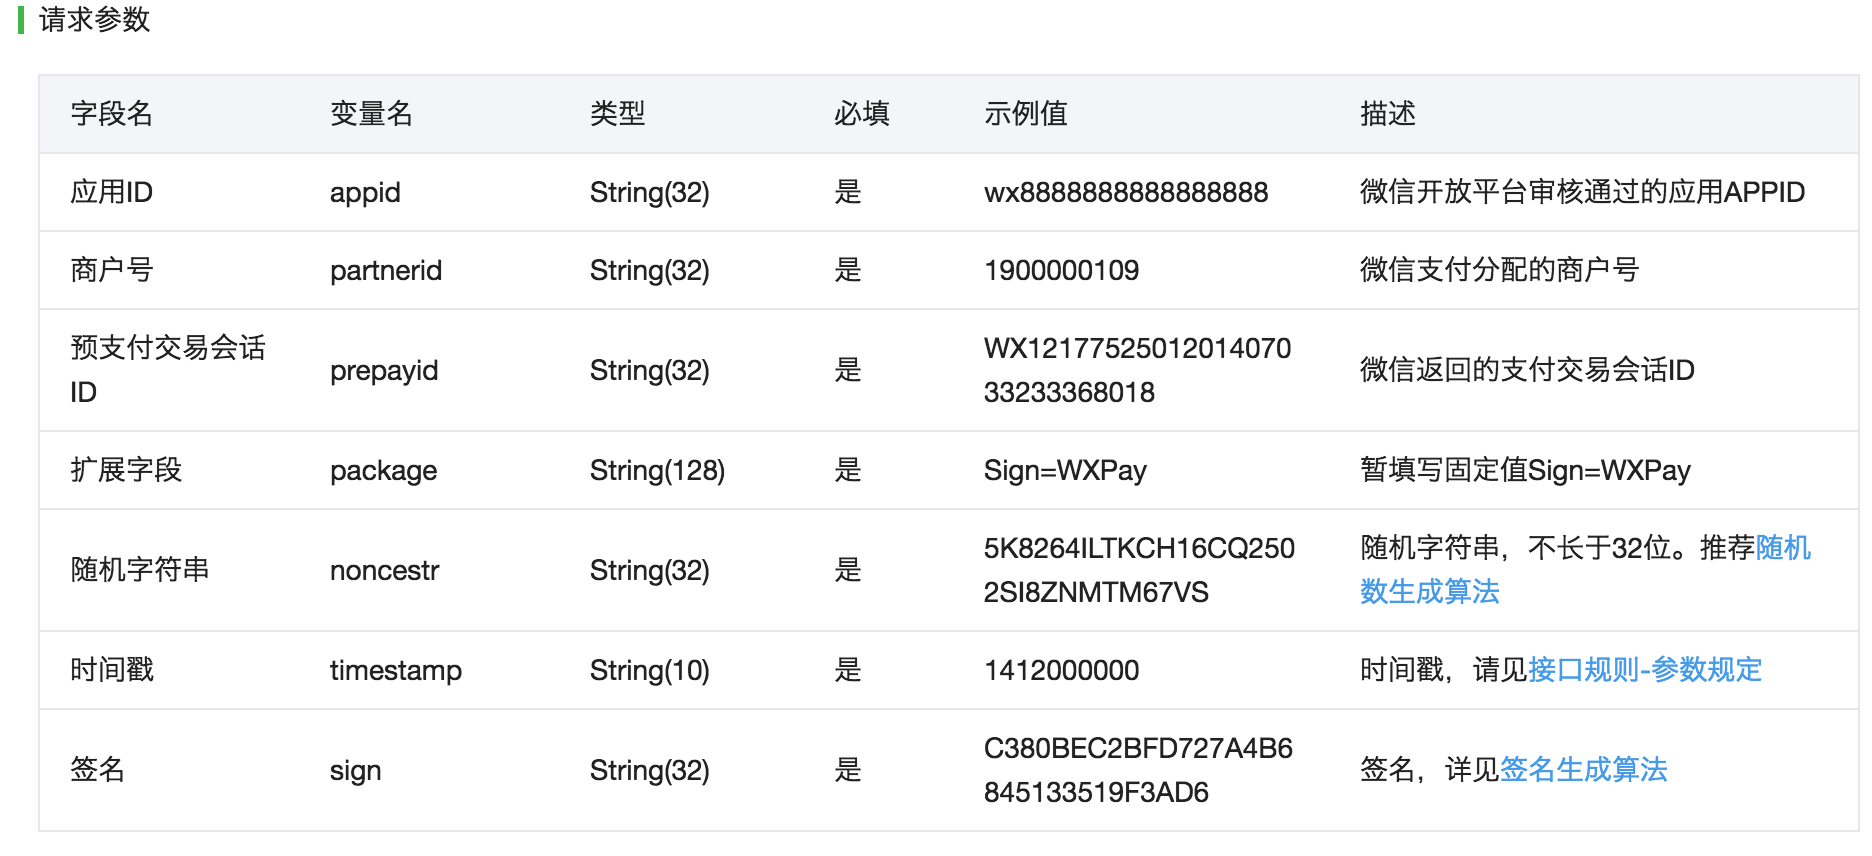 请求参数
字段名 变量名 类型 必填 示例值 描述
应用ID appid String(32) 是 wx8888888888888888 微信开放平台审核通过的应用APPID
商户号 partnerid String(32) 是 1900000109 微信支付分配的商户号
预支付交易会话
ID
prepayid String(32) 是
WX12177525012014070
33233368018
微信返回的支付交易会话ID
扩展字段 package String(128) 是 Sign=WXPay 暂填写固定值Sign=WXPay
随机字符串 noncestr String(32) 是
5K8264ILTKCH16CQ250
2SI8ZNMTM67VS
随机字符串，不长于32位。推荐随机
数生成算法
时间戳 timestamp String(10) 是 1412000000 时间戳，请见接口规则-参数规定
签名 sign String(32) 是
C380BEC2BFD727A4B6
845133519F3AD6
签名，详见签名生成算法